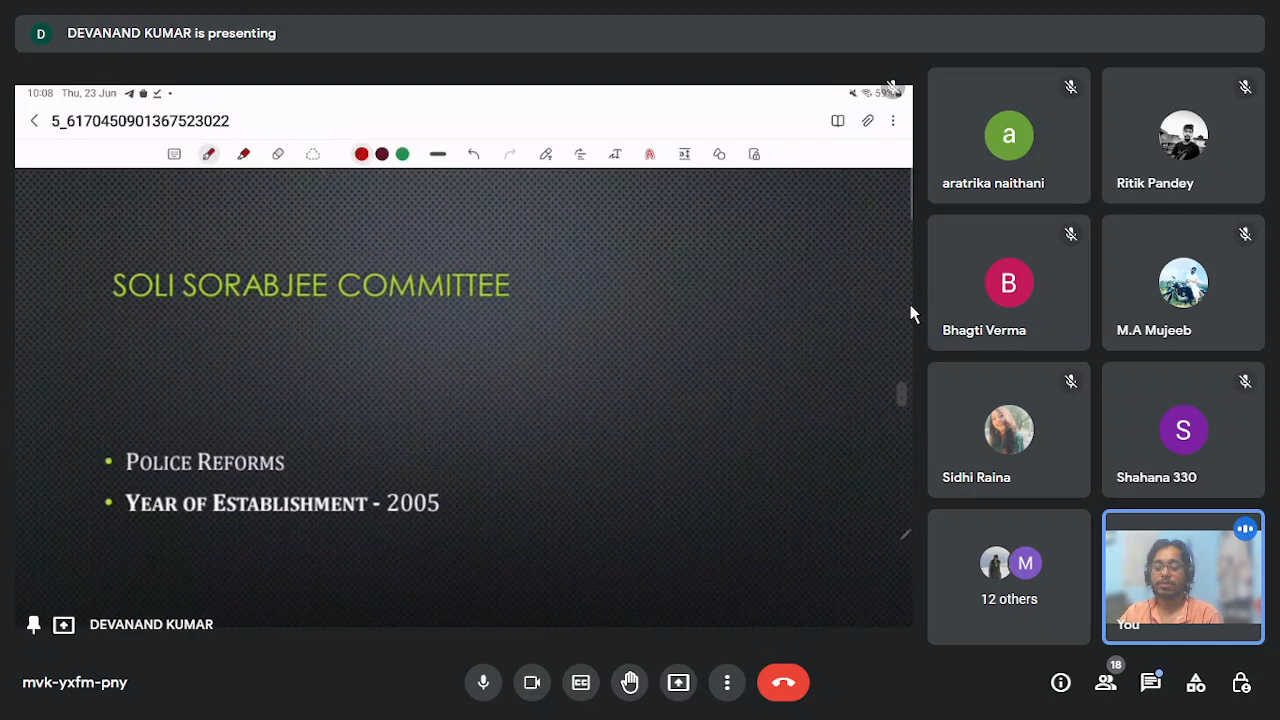 D DEVANAND KUMAR is presenting
10:08 Thu, 23 Jun
59%
5_6170450901367523022
SOLI SORABJEE COMMITTEE
• POLICE REFORMS
• YEAR OF ESTABLISHMENT - 2005
DEVANAND KUMAR
a
aratrika naithani
Ritik Pandey
B
Bhagti Verma
M.A Mujeeb
Sidhi Raina
S
Shahana 330
M
12 others
You
mvk-yxfm-pny
CC
18